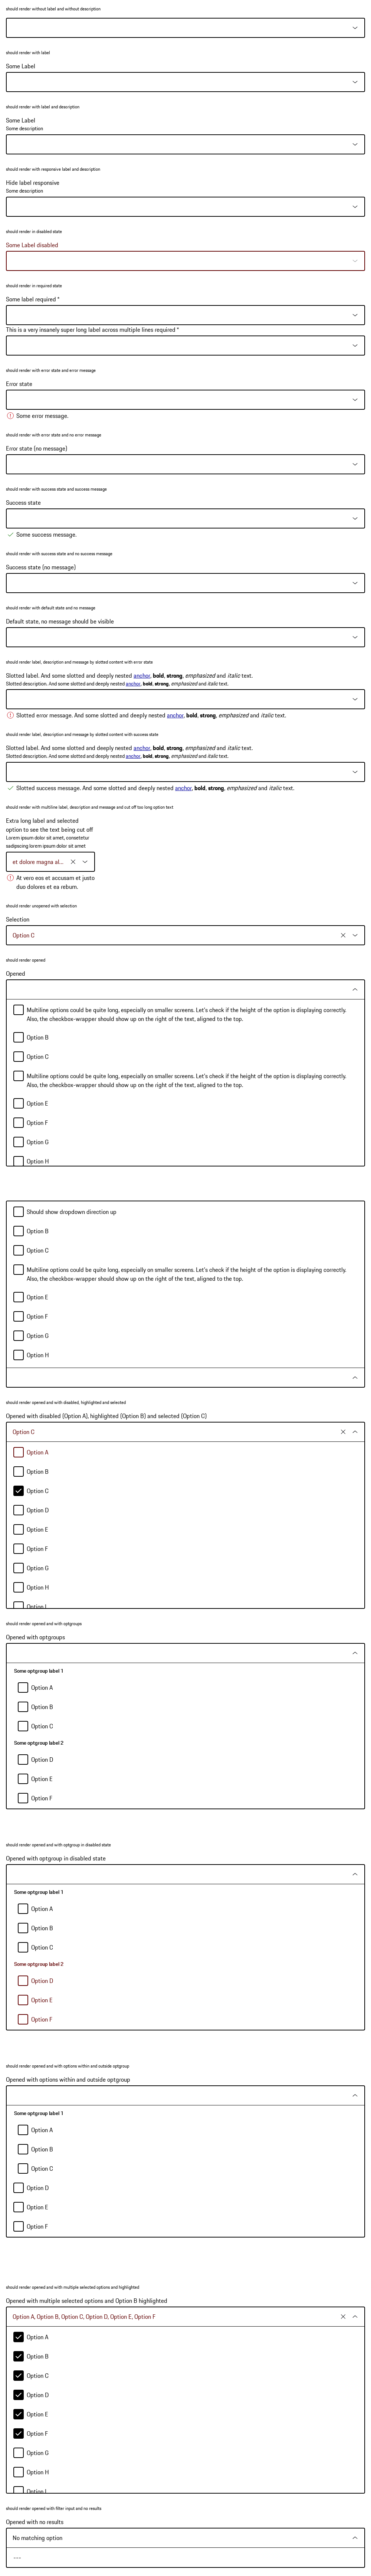 should render without label and without description
should render with label
Some Label
should render with label and description
Some Label
Some description
should render with responsive label and description
Hide label responsive
Some description
should render in disabled state
Some Label disabled
should render in required state
Some label required *
This is a very insanely super long label across multiple lines required *
should render with error state and error message
Error state
Some error message.
should render with error state and no error message
Error state (no message)
should render with success state and success message
Success state
Some success message.
should render with success state and no success message
Success state (no message)
should render with default state and no message
Default state, no message should be visible
should render label, description and message by slotted content with error state
Slotted label. And some slotted and deeply nested anchor, bold, strong, emphasized and italic text.
Slotted description. And some slotted and deeply nested anchor, bold, strong, emphasized and italic text.
Slotted error message. And some slotted and deeply nested anchor, bold, strong, emphasized and italic text.
should render label, description and message by slotted content with success state
Slotted label. And some slotted and deeply nested anchor, bold, strong, emphasized and italic text.
Slotted description. And some slotted and deeply nested anchor, bold, strong, emphasized and italic text.
Slotted success message. And some slotted and deeply nested anchor, bold, strong, emphasized and italic text.
should render with multiline label, description and message and cut off too long option text
Extra long label and selected
option to see the text being cut off
Lorem ipsum dolor sit amet, consetetur
sadipscing lorem ipsum dolor sit amet
et dolore magna al...
At vero eos et accusam et justo
duo dolores et ea rebum.
should render unopened with selection
Selection
Option C
should render opened
Opened
Multiline options could be quite long, especially on smaller screens. Let's check if the height of the option is displaying correctly.
Also, the checkbox-wrapper should show up on the right of the text, aligned to the top.
Option B
Option C
Multiline options could be quite long, especially on smaller screens. Let's check if the height of the option is displaying correctly.
Also, the checkbox-wrapper should show up on the right of the text, aligned to the top.
Option E
Option F
Option G
Option H
Should show dropdown direction up
Option B
Option C
Multiline options could be quite long, especially on smaller screens. Let's check if the height of the option is displaying correctly.
Also, the checkbox-wrapper should show up on the right of the text, aligned to the top.
Option E
Option F
Option G
Option H
should render opened and with disabled, highlighted and selected
Opened with disabled (Option A), highlighted (Option B) and selected (Option C)
Option C
Option A
Option B
Option C
Option D
Option E
Option F
Option G
Option H
Option I
should render opened and with optgroups
Opened with optgroups
Some optgroup label 1
Option A
Option B
Option C
Some optgroup label 2
Option D
Option E
Option F
should render opened and with optgroup in disabled state
Opened with optgroup in disabled state
Some optgroup label 1
Option A
Option B
Option C
Some optgroup label 2
Option D
Option E
Option F
should render opened and with options within and outside optgroup
Opened with options within and outside optgroup
Some optgroup label 1
Option A
Option B
Option C
Option D
Option E
Option F
should render opened and with multiple selected options and highlighted
Opened with multiple selected options and Option B highlighted
Option A, Option B, Option C, Option D, Option E, Option F
Option A
Option B
Option C
Option D
Option E
Option F
Option G
Option H
Option I
should render opened with filter input and no results
Opened with no results
No matching option
---